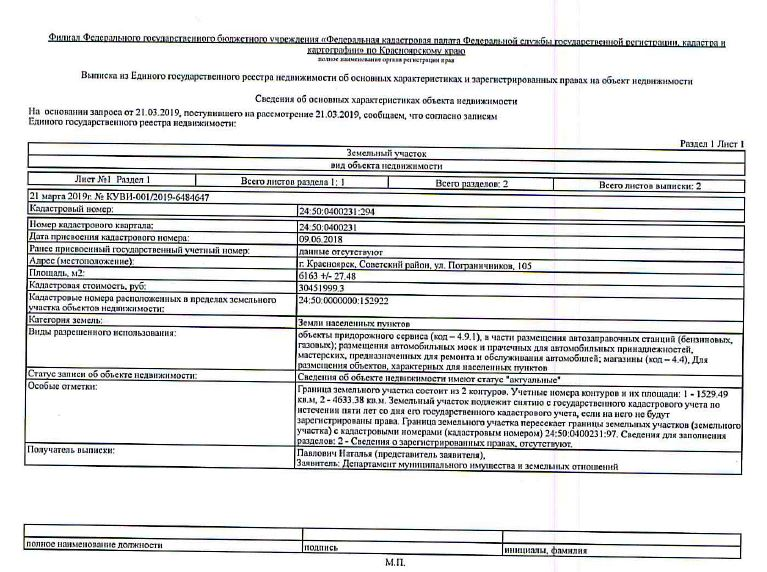 Филиал Федерального государственного бюджетного учреждения «Федеральная кадастровая палата Федеральной службы государственной регистрации, кадастра и
картографии» по Красноярскому краю
полное наименование органа регистрации прав
Выписка из Единого государственного реестра недвижимости об основных характеристиках и зарегистрированных правах на объект недвижимости
Сведения об основных характеристиках объекта недвижимости
На основании запроса от 21.03.2019, поступившего на рассмотрение 21.03.2019, сообщаем, что согласно записям
Единого государственного реестра недвижимости:
Раздел 1 Лист 1
Земельный участок
вид объекта недвижимости
Лист №1 Раздел 1 Всего листов раздела 1: 1 Всего разделов: 2 Всего листов выписки: 2
21 марта 2019г. № КУВИ-001/2019-6484647
Кадастровый номер: 24:50:0400231:294
Номер кадастрового квартала: 24:50:0400231
Дата присвоения кадастрового номера: 09.06.2018
Ранее присвоенный государственный учетный номер: данные отсутствуют
Адрес (местоположение): г. Красноярск, Советский район, ул. Пограничников, 105
Площадь, м2: 6163 +/- 27.48
Кадастровая стоимость, руб: 30451999.3
Кадастровые номера расположенных в пределах земельного 24:50:0000000:152922
участка объектов недвижимости:
Категория земель: Земли населенных пунктов
Виды разрешенного использования: объекты придорожного сервиса (код – 4.9.1), в части размещения автозаправочных станций (бензиновых,
газовых); размещения автомобильных моек и прачечных для автомобильных принадлежностей,
мастерских, предназначенных для ремонта и обслуживания автомобилей; магазины (код - 4.4), Для
размещения объектов, характерных для населенных пунктов
Статус записи об объекте недвижимости: Сведения об объекте недвижимости имеют статус "актуальные"
Особые отметки: Граница земельного участка состоит из 2 контуров. Учетные номера контуров и их площади: 1 - 1529.49
кв.м, 2 - 4633.38 кв.м. Земельный участок подлежит снятию с государственного кадастрового учета по
истечении пяти лет со дня его государственного кадастрового учета, если на него не будут
зарегистрированы права. Граница земельного участка пересекает границы земельных участков (земельного
участка) с кадастровыми номерами (кадастровым номером) 24:50:0400231:97. Сведения для заполнения
разделов: 2 - Сведения о зарегистрированных правах, отсутствуют.
Получатель выписки: Павлович Наталья (представитель заявителя),
Заявитель: Департамент муниципального имущества и земельных отношений
полное наименование должности подпись инициалы, фамилия
М.П.